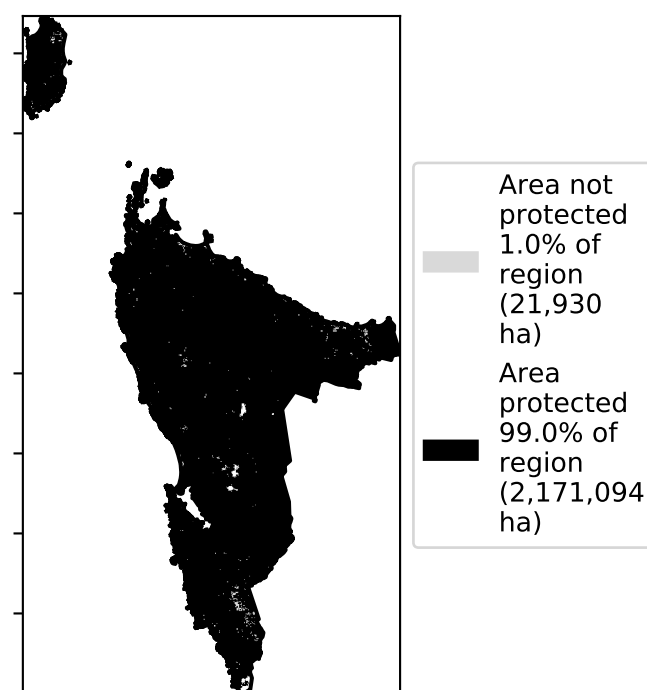 Area not
protected
1.0% of
region
(21,930
ha)
Area
protected
99.0% of
region
(2,171,094
ha)